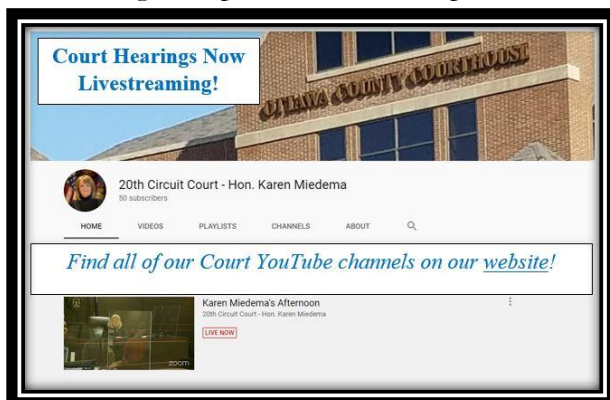 Court Hearings Now
Livestreaming!
OTTAWA COUNTY COURTHOUSE
20th Circuit Court - Hon. Karen Miedema
50 subscribers
HOME VIDEOS PLAYLISTS CHANNELS ABOUT
Find all of our Court YouTube channels on our website!
Karen Miedema's Afternoon
20th Circuit Court - Hon. Karen Miedema
LIVE NOW
zoom